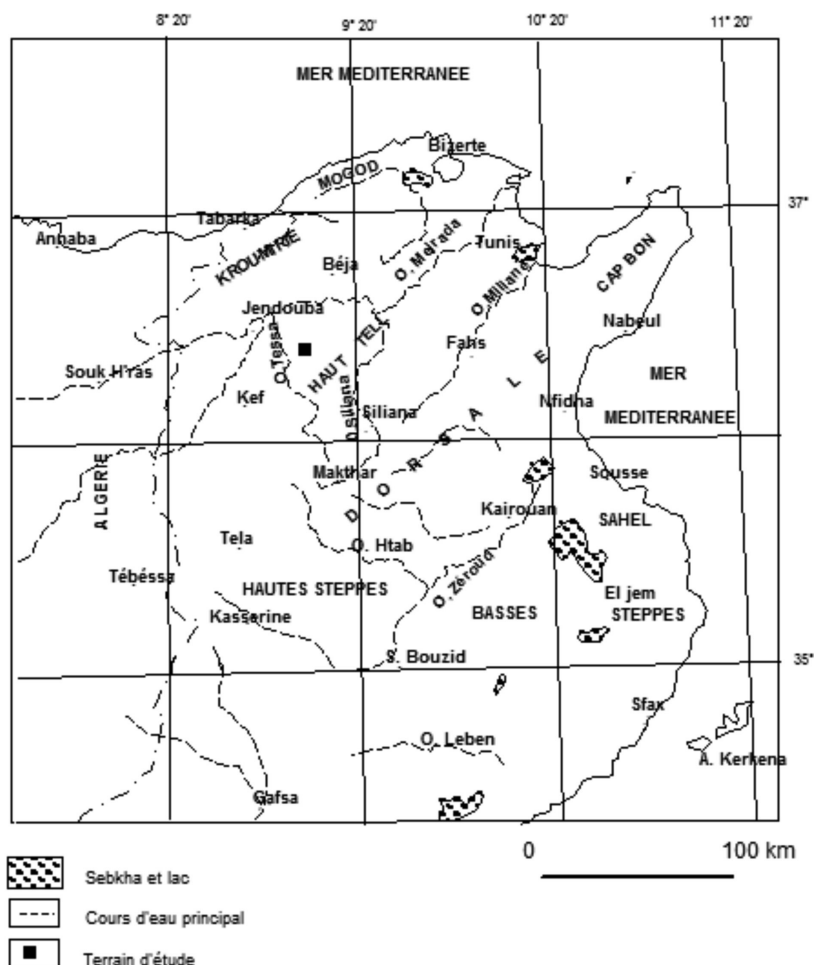 8° 20'
9° 20'
10° 20'
11° 20'
MER MEDITERRANEE
Bizerte
MOGOD
37°
Tabarka
Annaba
KROUMIRIE
Béja
O. Mejrada
Tunis
CAP BON
O Miliane
Jendouba
Nabeul
HAUT TELL
O. Tessa
Fahs
Souk H'ras
MER
MEDITERRANEE
Kef
O Siliana
Siliana
Nfidha
DORSALE
ALGERIE
Makthar
Sousse
Kairouan
SAHEL
Tela
O. Htab
Tébéssa
HAUTES STEPPES
O. Zéroud
El jem
BASSES
STEPPES
Kasserine
S. Bouzid
35°
Sfax
O. Leben
A. Kerkena
Gafsa
0
100 km
Sebkha et lac
Cours d'eau principal
Terrain d'étude